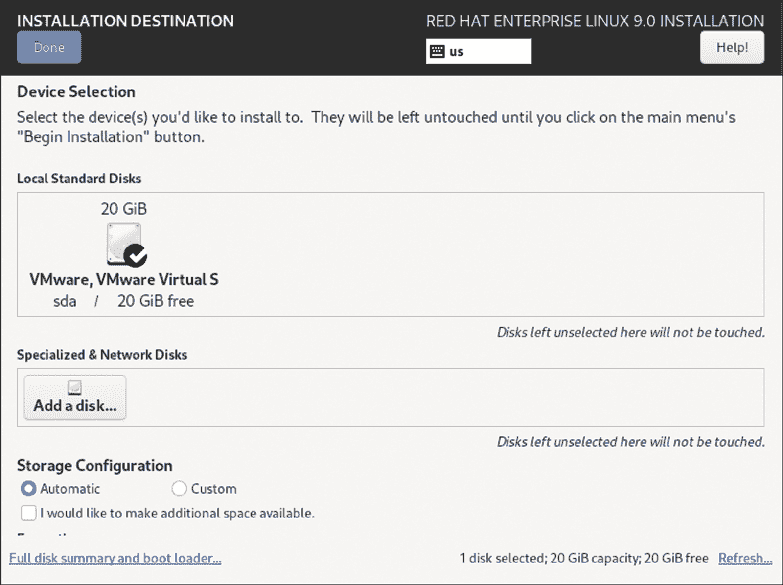 INSTALLATION DESTINATION
RED HAT ENTERPRISE LINUX 9.0 INSTALLATION
Done
us
Help!
Device Selection
Select the device(s) you'd like to install to. They will be left untouched until you click on the main menu's
"Begin Installation" button.
Local Standard Disks
20 GiB
VMware, VMware Virtual S
sda / 20 GiB free
Disks left unselected here will not be touched.
Specialized & Network Disks
Add a disk...
Disks left unselected here will not be touched.
Storage Configuration
Automatic Custom
I would like to make additional space available.
Full disk summary and boot loader...
1 disk selected; 20 GiB capacity; 20 GiB free Refresh...